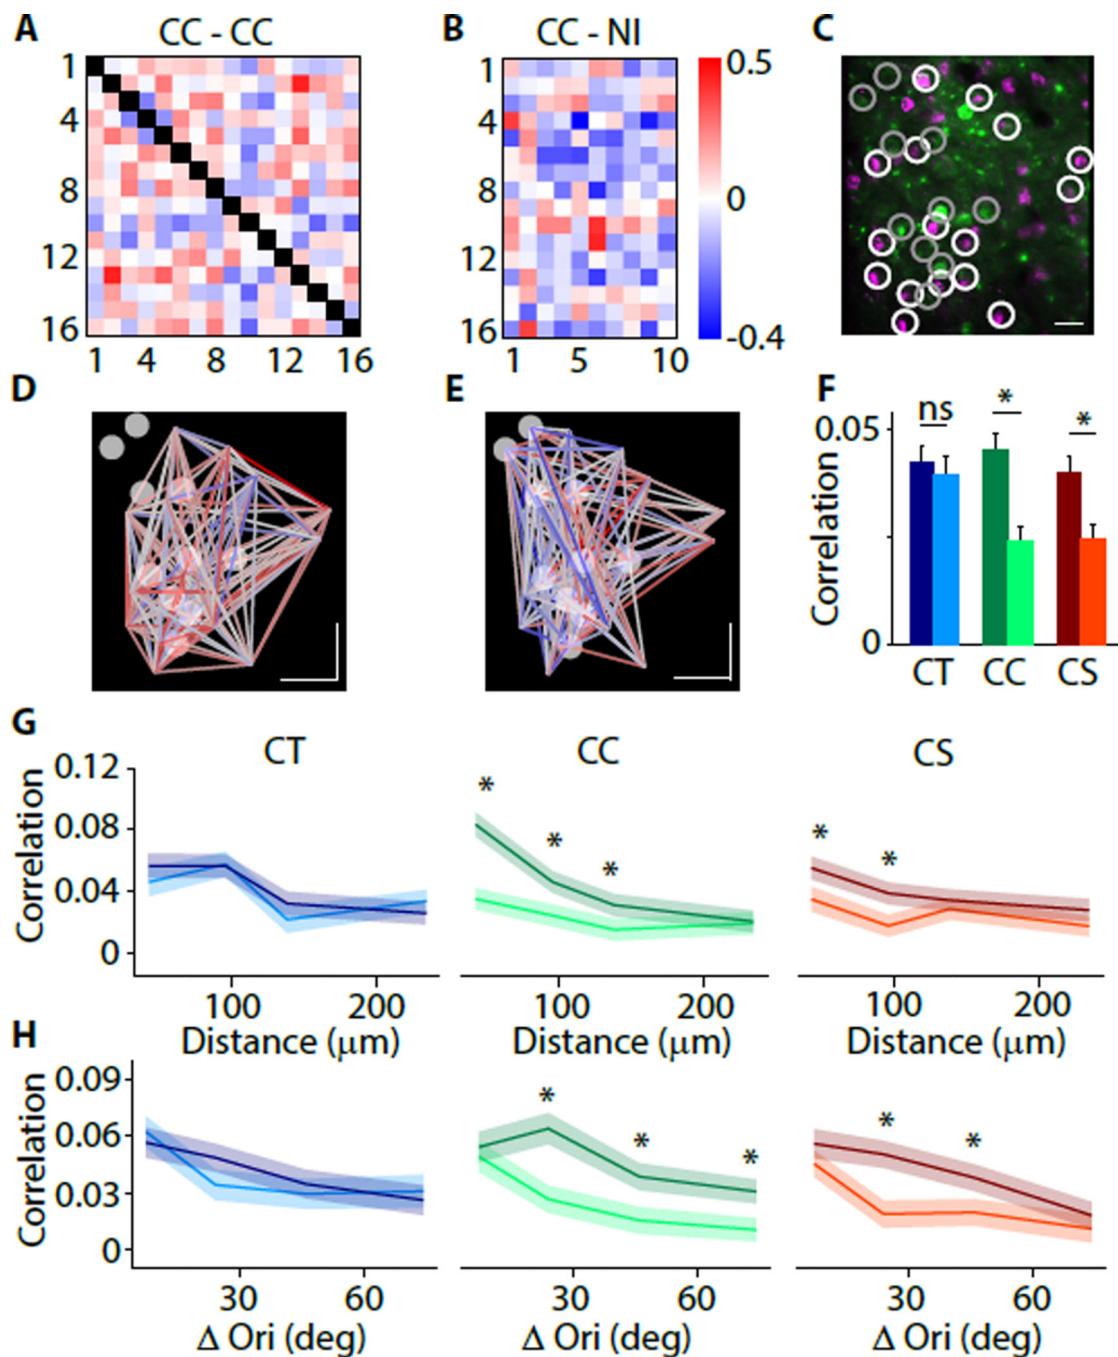 A CC - CC
B CC - NI
C
1
4
8
12
16
1 4 8 12 16
1
4
8
12
16
1 5 10
0.5
0
-0.4
D
E
F
ns * *
0.05
0
Correlation
CT CC CS
G
CT CC CS
0.12
0.08
0.04
0
Correlation
* * *
* *
100 200 100 200 100 200
Distance (μm) Distance (μm) Distance (μm)
H
0.09
0.06
0.03
0
Correlation
* * *
* *
30 60 30 60 30 60
Δ Ori (deg) Δ Ori (deg) Δ Ori (deg)